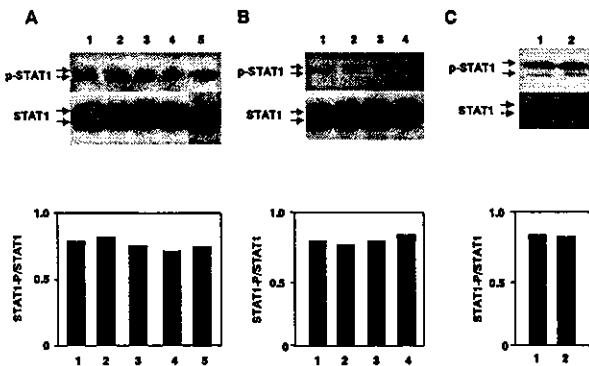 A
B
C
1 2 3 4 5
1 2 3 4
1 2
p-STAT1
p-STAT1
p-STAT1
STAT1
STAT1
STAT1
1.0
0.5
0
STAT1-P/STAT1
1 2 3 4 5
1.0
0.5
0
STAT1-P/STAT1
1 2 3 4
1.0
0.5
0
STAT1-P/STAT1
1 2